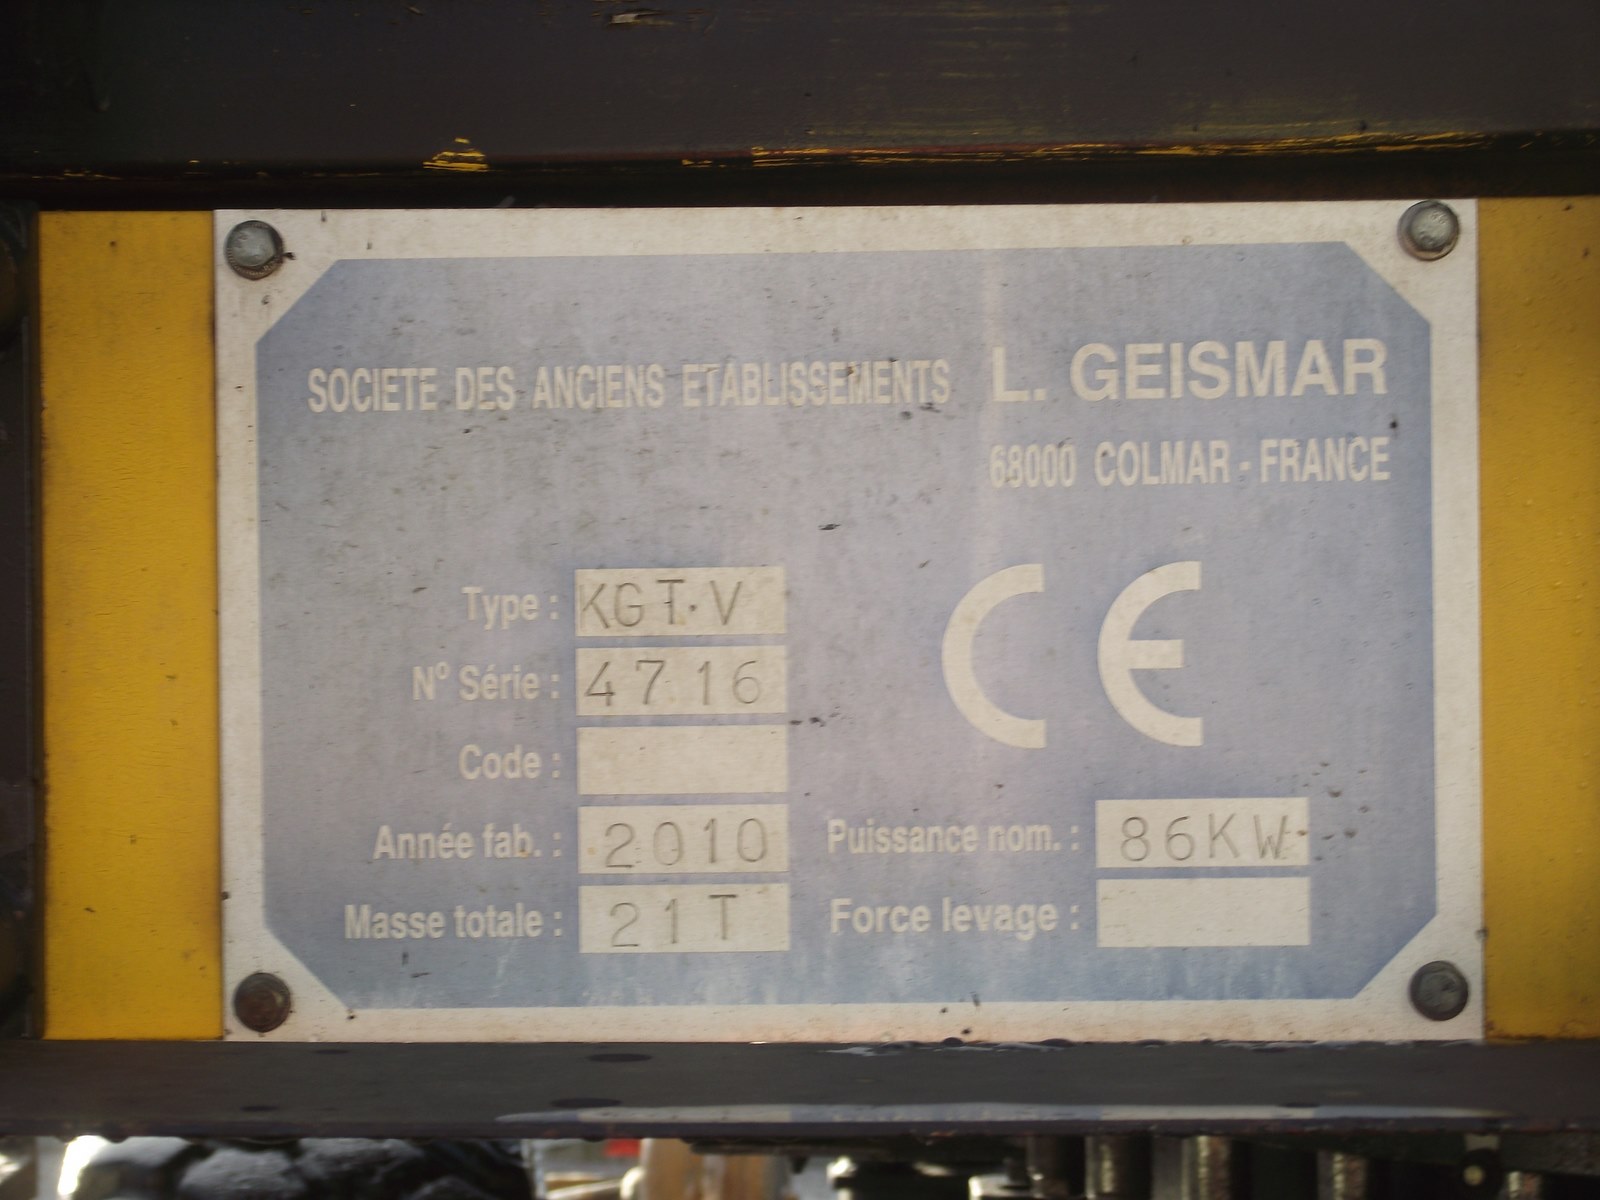 SOCIETE DES ANCIENS ETABLISSEMENTS L. GEISMAR
68000 COLMAR - FRANCE
CE
Type : KGT.V
Nº Série : 4716
Code :
Année fab. : 2010 Puissance nom. : 86KW
Masse totale : 21T Force levage :